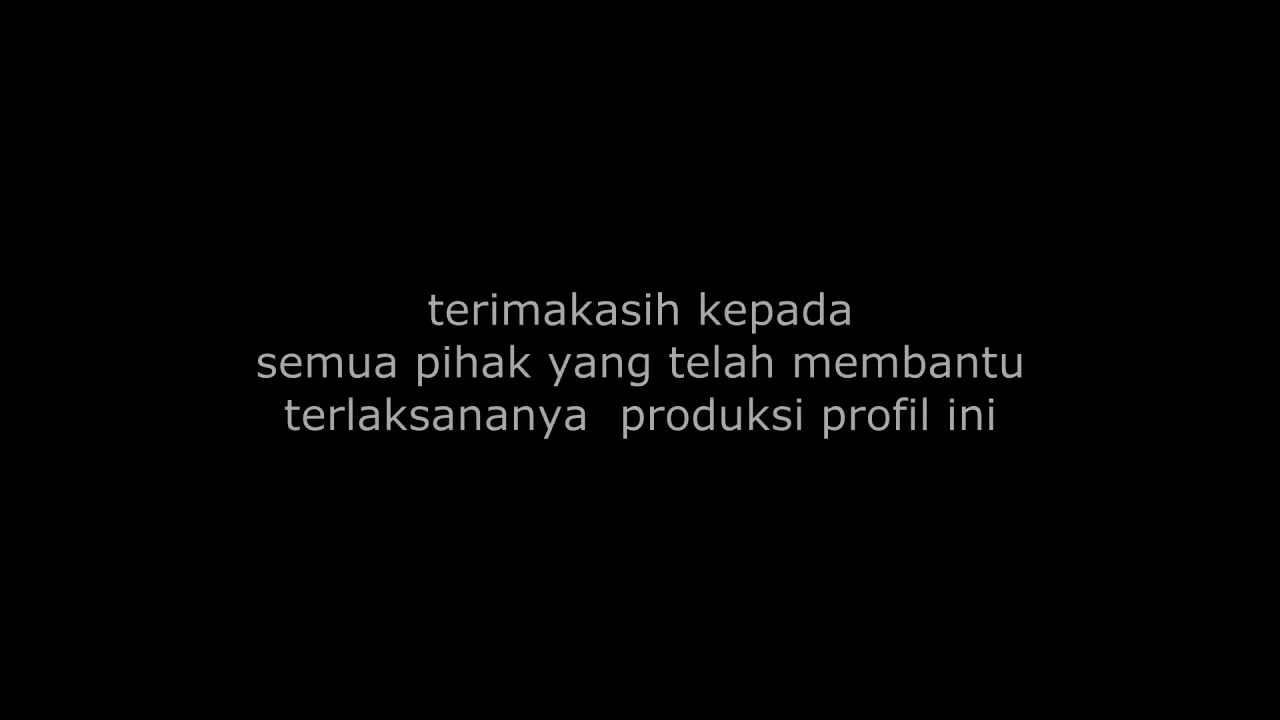 terimakasih kepada
semua pihak yang telah membantu
terlaksananya  produksi profil ini